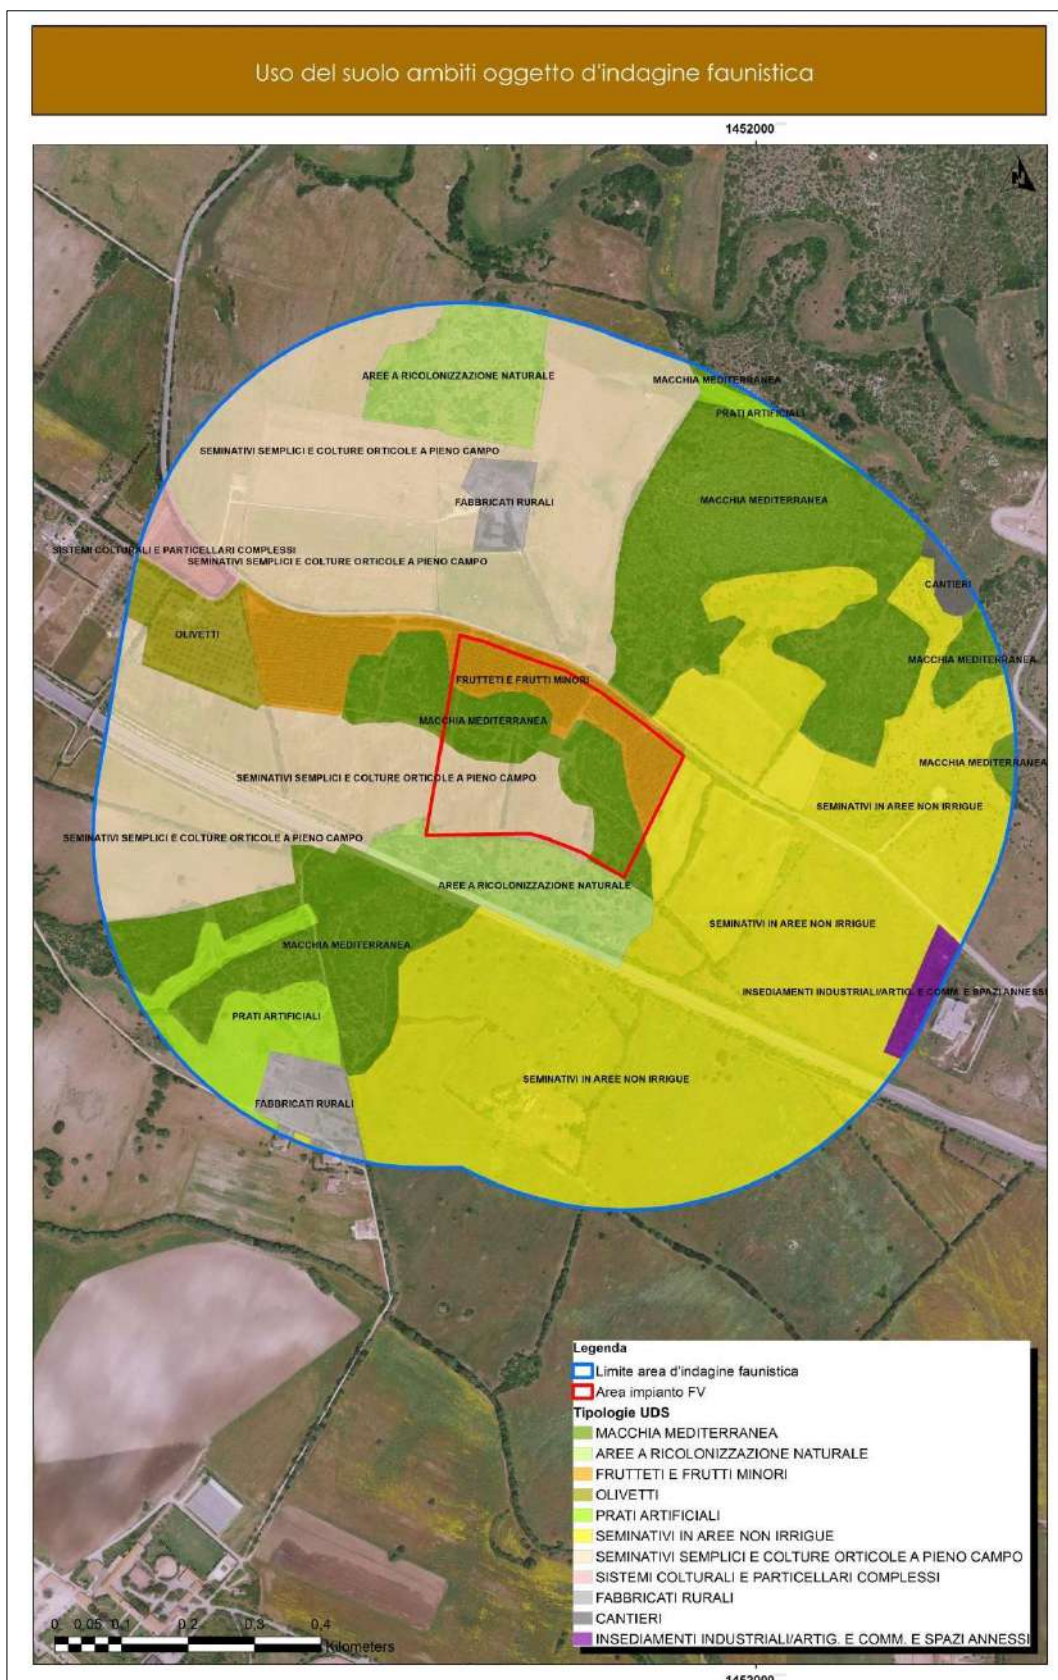 Uso del suolo ambiti oggetto d'indagine faunistica
1452000
N
AREE A RICOLONIZZAZIONE NATURALE
MACCHIA MEDITERRANEA
PRATI ARTIFICIALI
SEMINATIVI SEMPLICI E COLTURE ORTICOLE A PIENO CAMPO
MACCHIA MEDITERRANEA
FABBRICATI RURALI
SISTEMI COLTURALI E PARTICELLARI COMPLESSI
SEMINATIVI SEMPLICI E COLTURE ORTICOLE A PIENO CAMPO
CANTIERI
OLIVETTI
MACCHIA MEDITERRANEA
FRUTTETI E FRUTTI MINORI
MACCHIA MEDITERRANEA
MACCHIA MEDITERRANEA
SEMINATIVI SEMPLICI E COLTURE ORTICOLE A PIENO CAMPO
SEMINATIVI IN AREE NON IRRIGUE
SEMINATIVI SEMPLICI E COLTURE ORTICOLE A PIENO CAMPO
AREE A RICOLONIZZAZIONE NATURALE
SEMINATIVI IN AREE NON IRRIGUE
MACCHIA MEDITERRANEA
INSEDIAMENTI INDUSTRIALI/ARTIG. E COMM. E SPAZI ANNESSI
PRATI ARTIFICIALI
SEMINATIVI IN AREE NON IRRIGUE
FABBRICATI RURALI
Legenda
Limite area d'indagine faunistica
Area impianto FV
Tipologie UDS
MACCHIA MEDITERRANEA
AREE A RICOLONIZZAZIONE NATURALE
FRUTTETI E FRUTTI MINORI
OLIVETTI
PRATI ARTIFICIALI
SEMINATIVI IN AREE NON IRRIGUE
SEMINATIVI SEMPLICI E COLTURE ORTICOLE A PIENO CAMPO
SISTEMI COLTURALI E PARTICELLARI COMPLESSI
FABBRICATI RURALI
CANTIERI
INSEDIAMENTI INDUSTRIALI/ARTIG. E COMM. E SPAZI ANNESSI
0 0,05 0,1 0,2 0,3 0,4
Kilometers